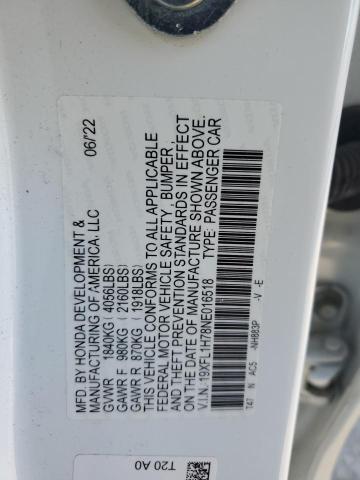 MFD. BY HONDA DEVELOPMENT & 06/'22
MANUFACTURING OF AMERICA, LLC
GVWR 1840KG(4056LBS)
GAWR F 980KG(2160LBS)
GAWR R 870KG(1918LBS)
THIS VEHICLE CONFORMS TO ALL APPLICABLE
FEDERAL MOTOR VEHICLE SAFETY, BUMPER,
AND THEFT PREVENTION STANDARDS IN EFFECT
ON THE DATE OF MANUFACTURE SHOWN ABOVE.
V.I.N. 19XFL1H78NE016518 TYPE: PASSENGER CAR
T47 N AC5 -NH883P -V -E
T20 A0